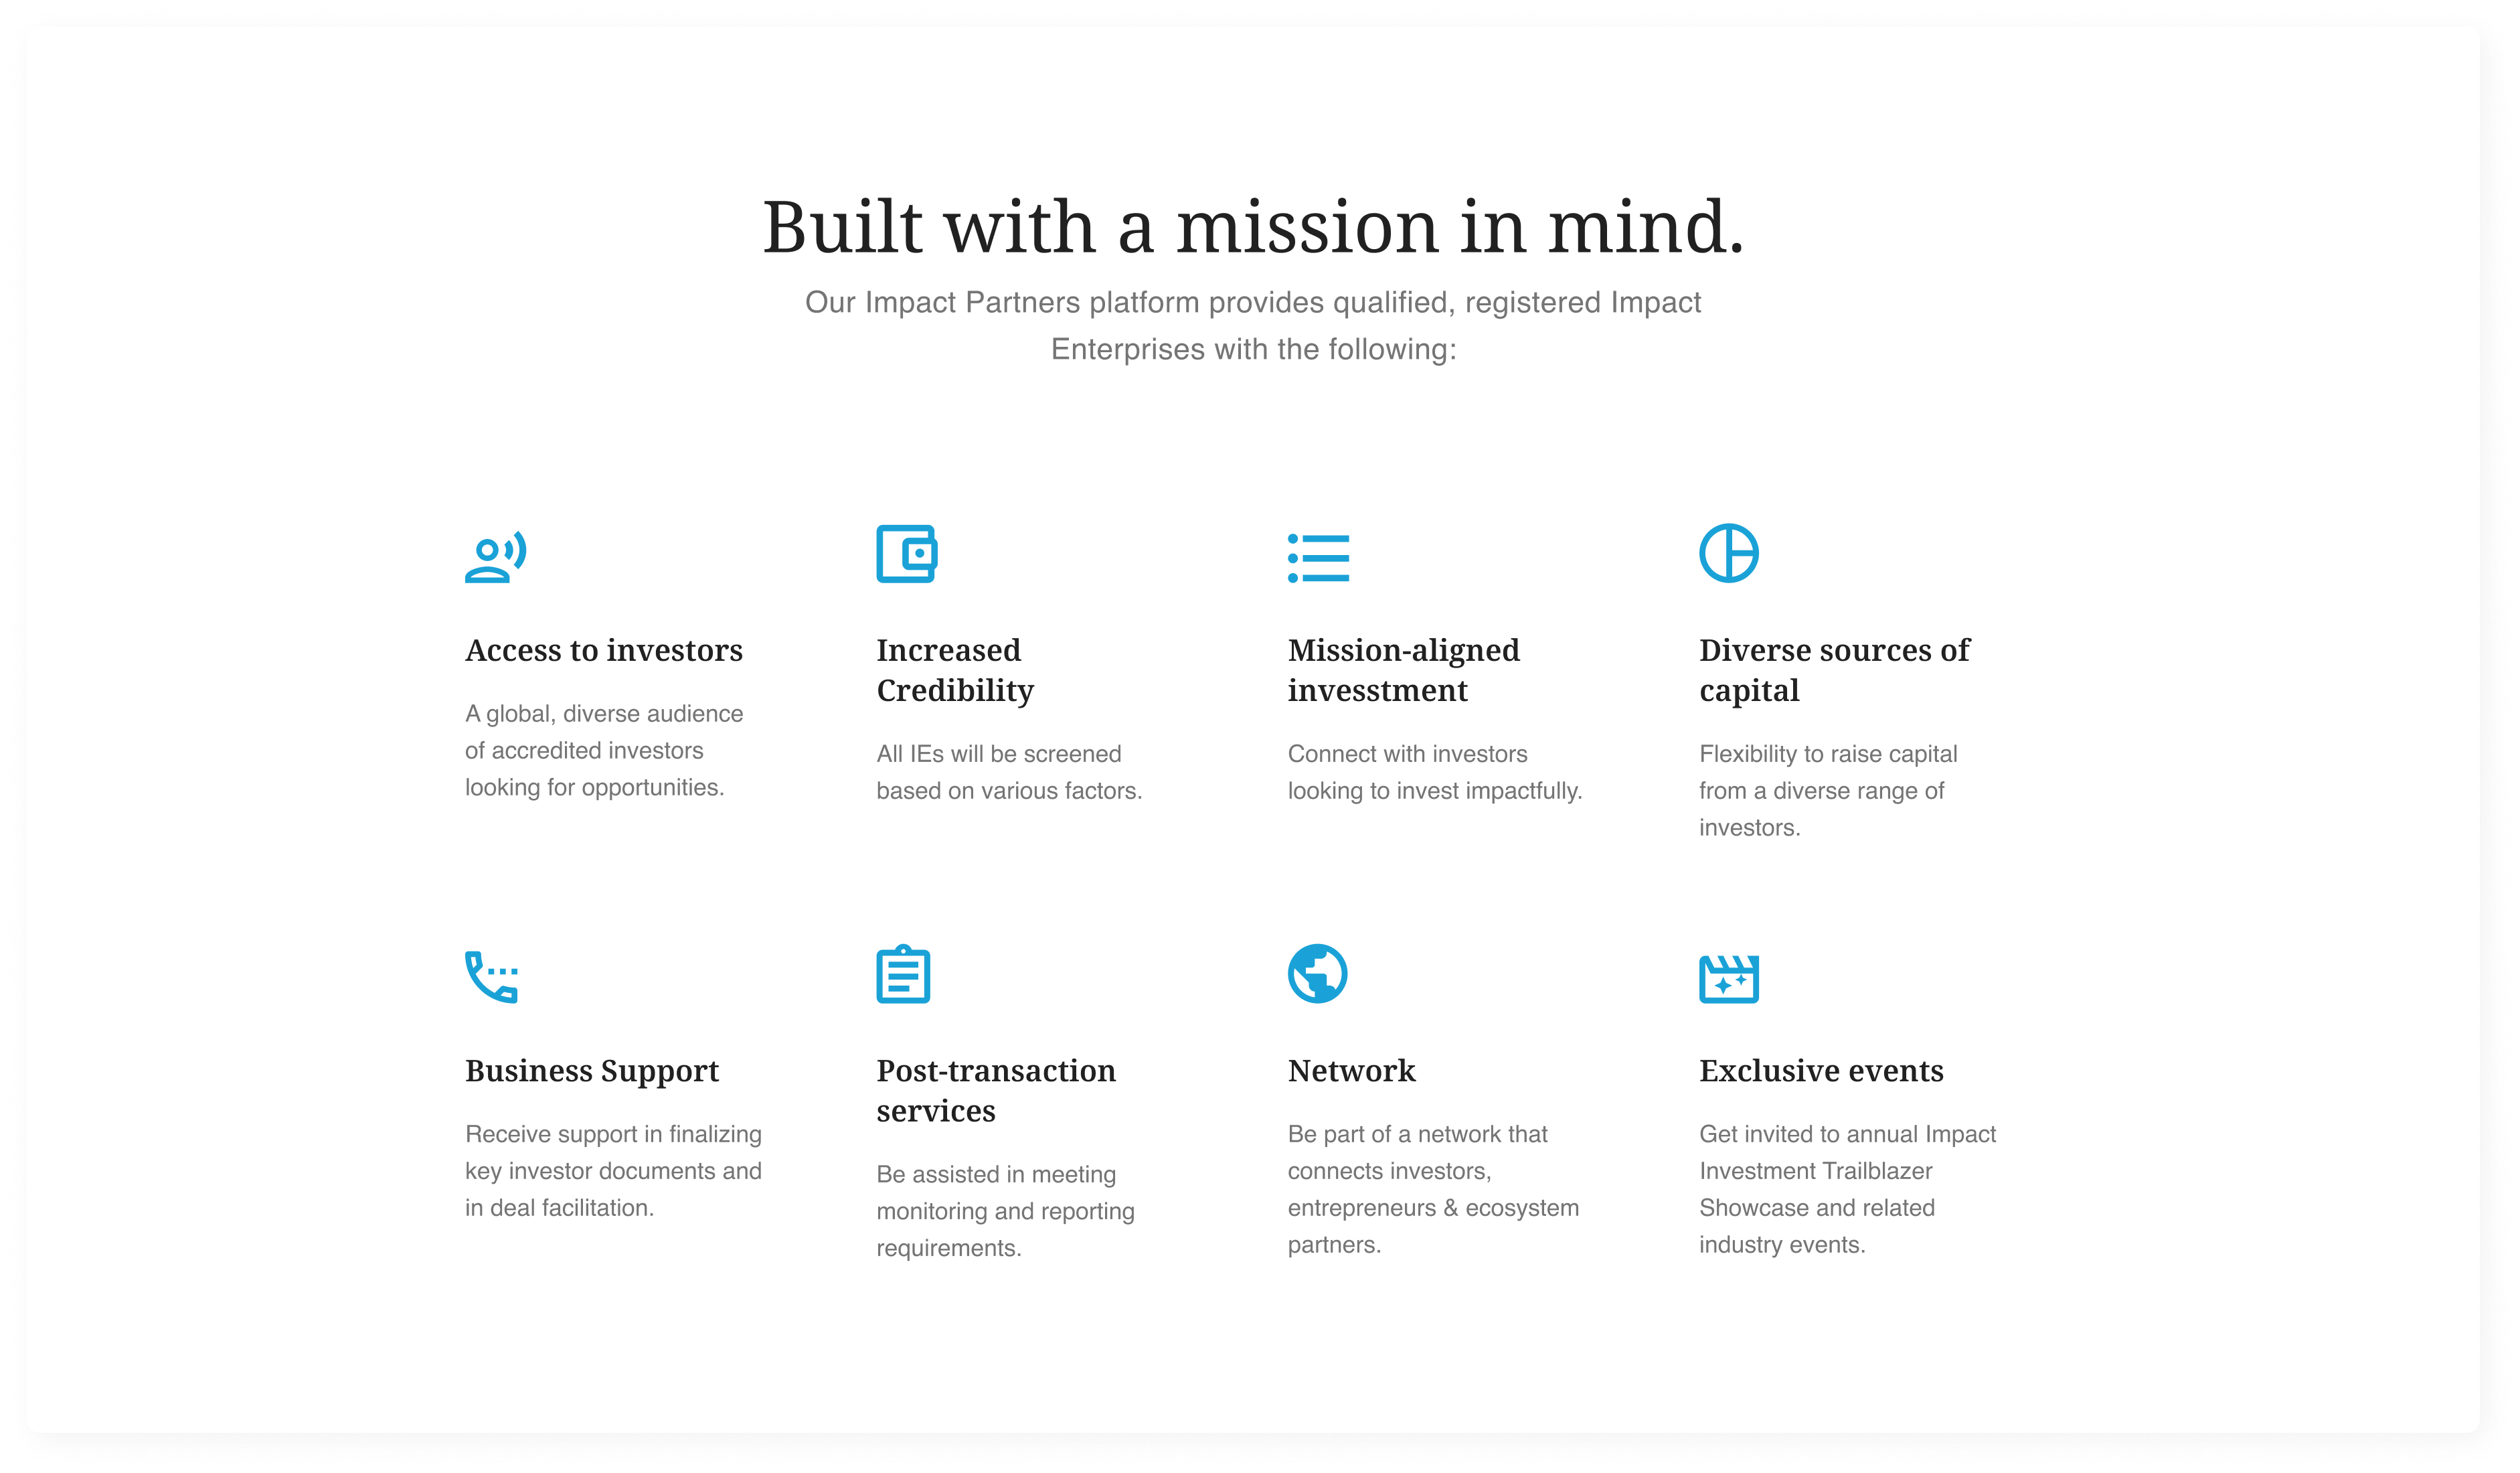 Built with a mission in mind.
Our Impact Partners platform provides qualified, registered Impact
Enterprises with the following:
Access to investors
A global, diverse audience
of accredited investors
looking for opportunities.
Increased
Credibility
All IEs will be screened
based on various factors.
Mission-aligned
invesstment
Connect with investors
looking to invest impactfully.
Diverse sources of
capital
Flexibility to raise capital
from a diverse range of
investors.
Business Support
Receive support in finalizing
key investor documents and
in deal facilitation.
Post-transaction
services
Be assisted in meeting
monitoring and reporting
requirements.
Network
Be part of a network that
connects investors,
entrepreneurs & ecosystem
partners.
Exclusive events
Get invited to annual Impact
Investment Trailblazer
Showcase and related
industry events.